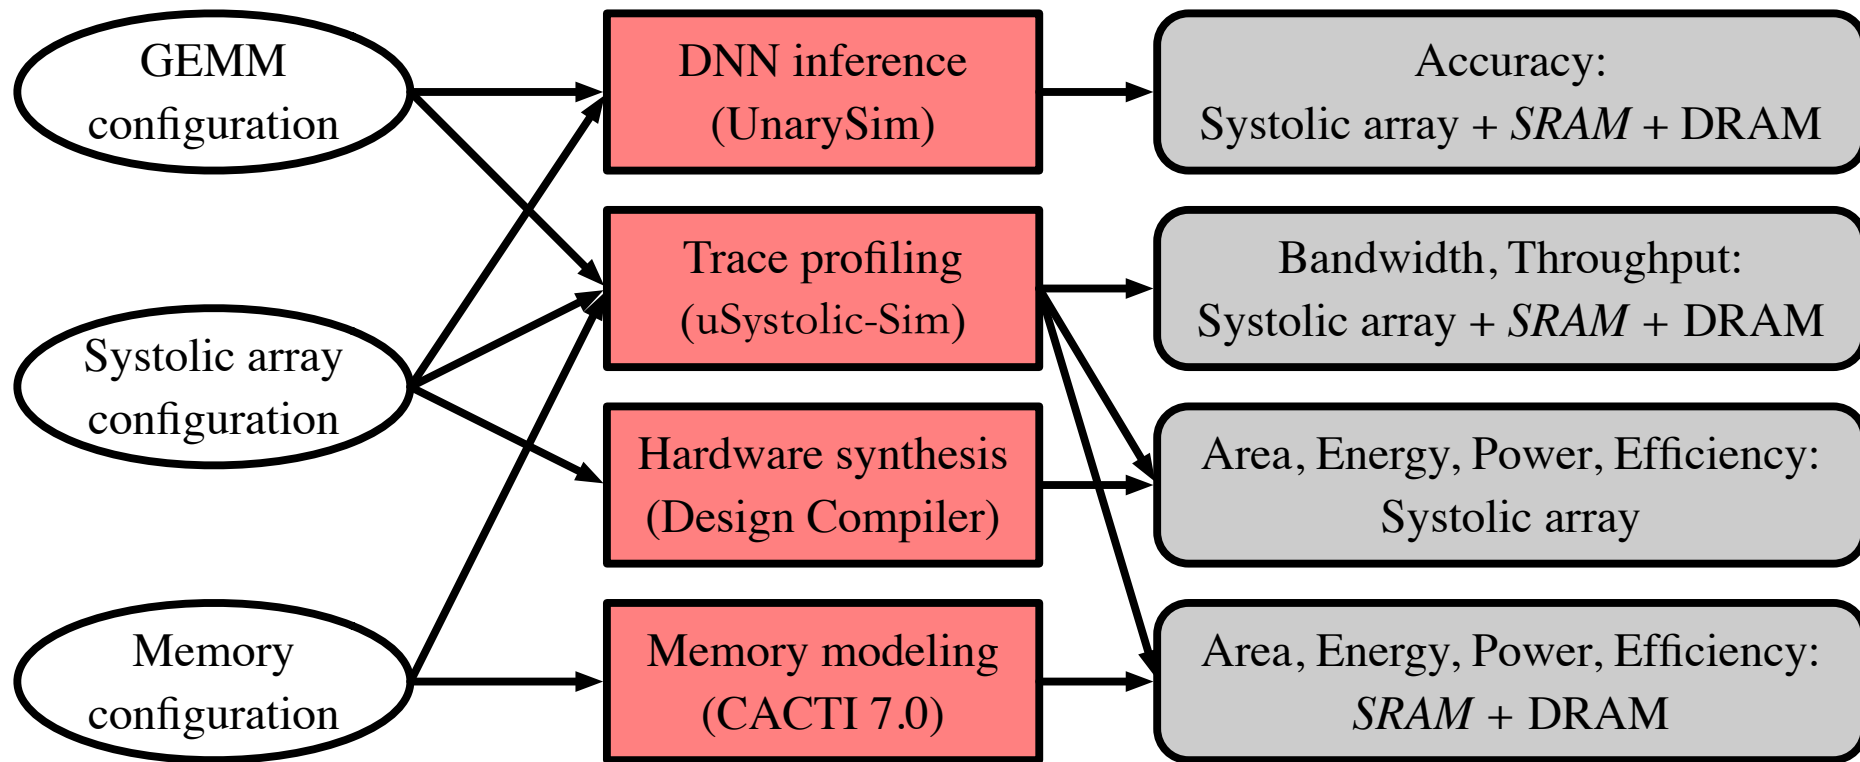 GEMM
configuration
DNN inference
(UnarySim)
Accuracy:
Systolic array + SRAM + DRAM
Trace profiling
(uSystolic-Sim)
Bandwidth, Throughput:
Systolic array + SRAM + DRAM
Systolic array
configuration
Hardware synthesis
(Design Compiler)
Area, Energy, Power, Efficiency:
Systolic array
Memory
configuration
Memory modeling
(CACTI 7.0)
Area, Energy, Power, Efficiency:
SRAM + DRAM